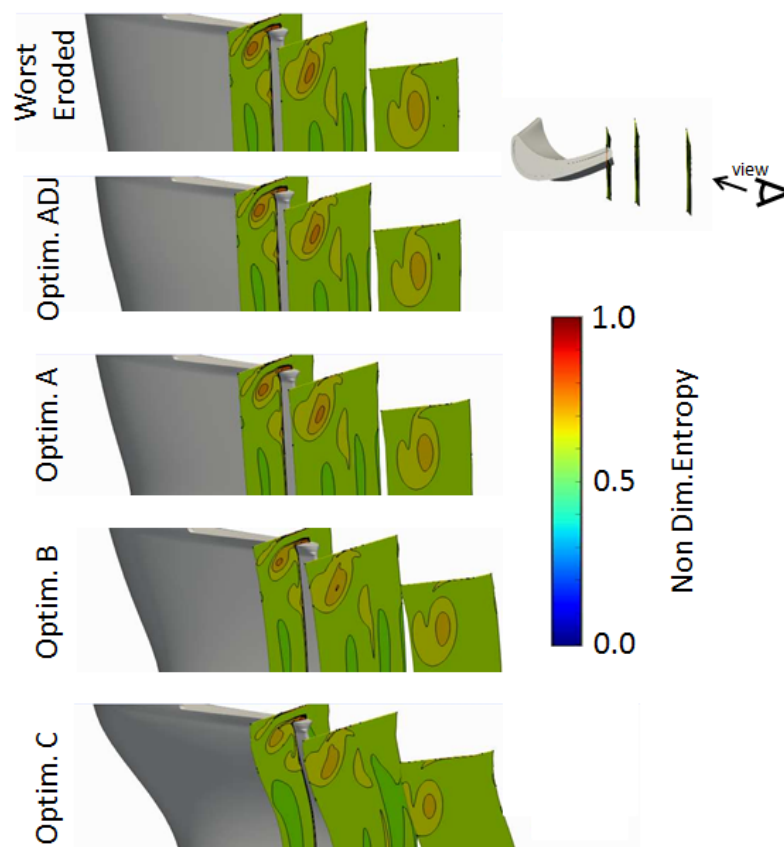 Worst
Eroded
view
Optim. ADJ
1.0
Optim. A
0.5
Non Dim.Entropy
Optim. B
0.0
Optim. C